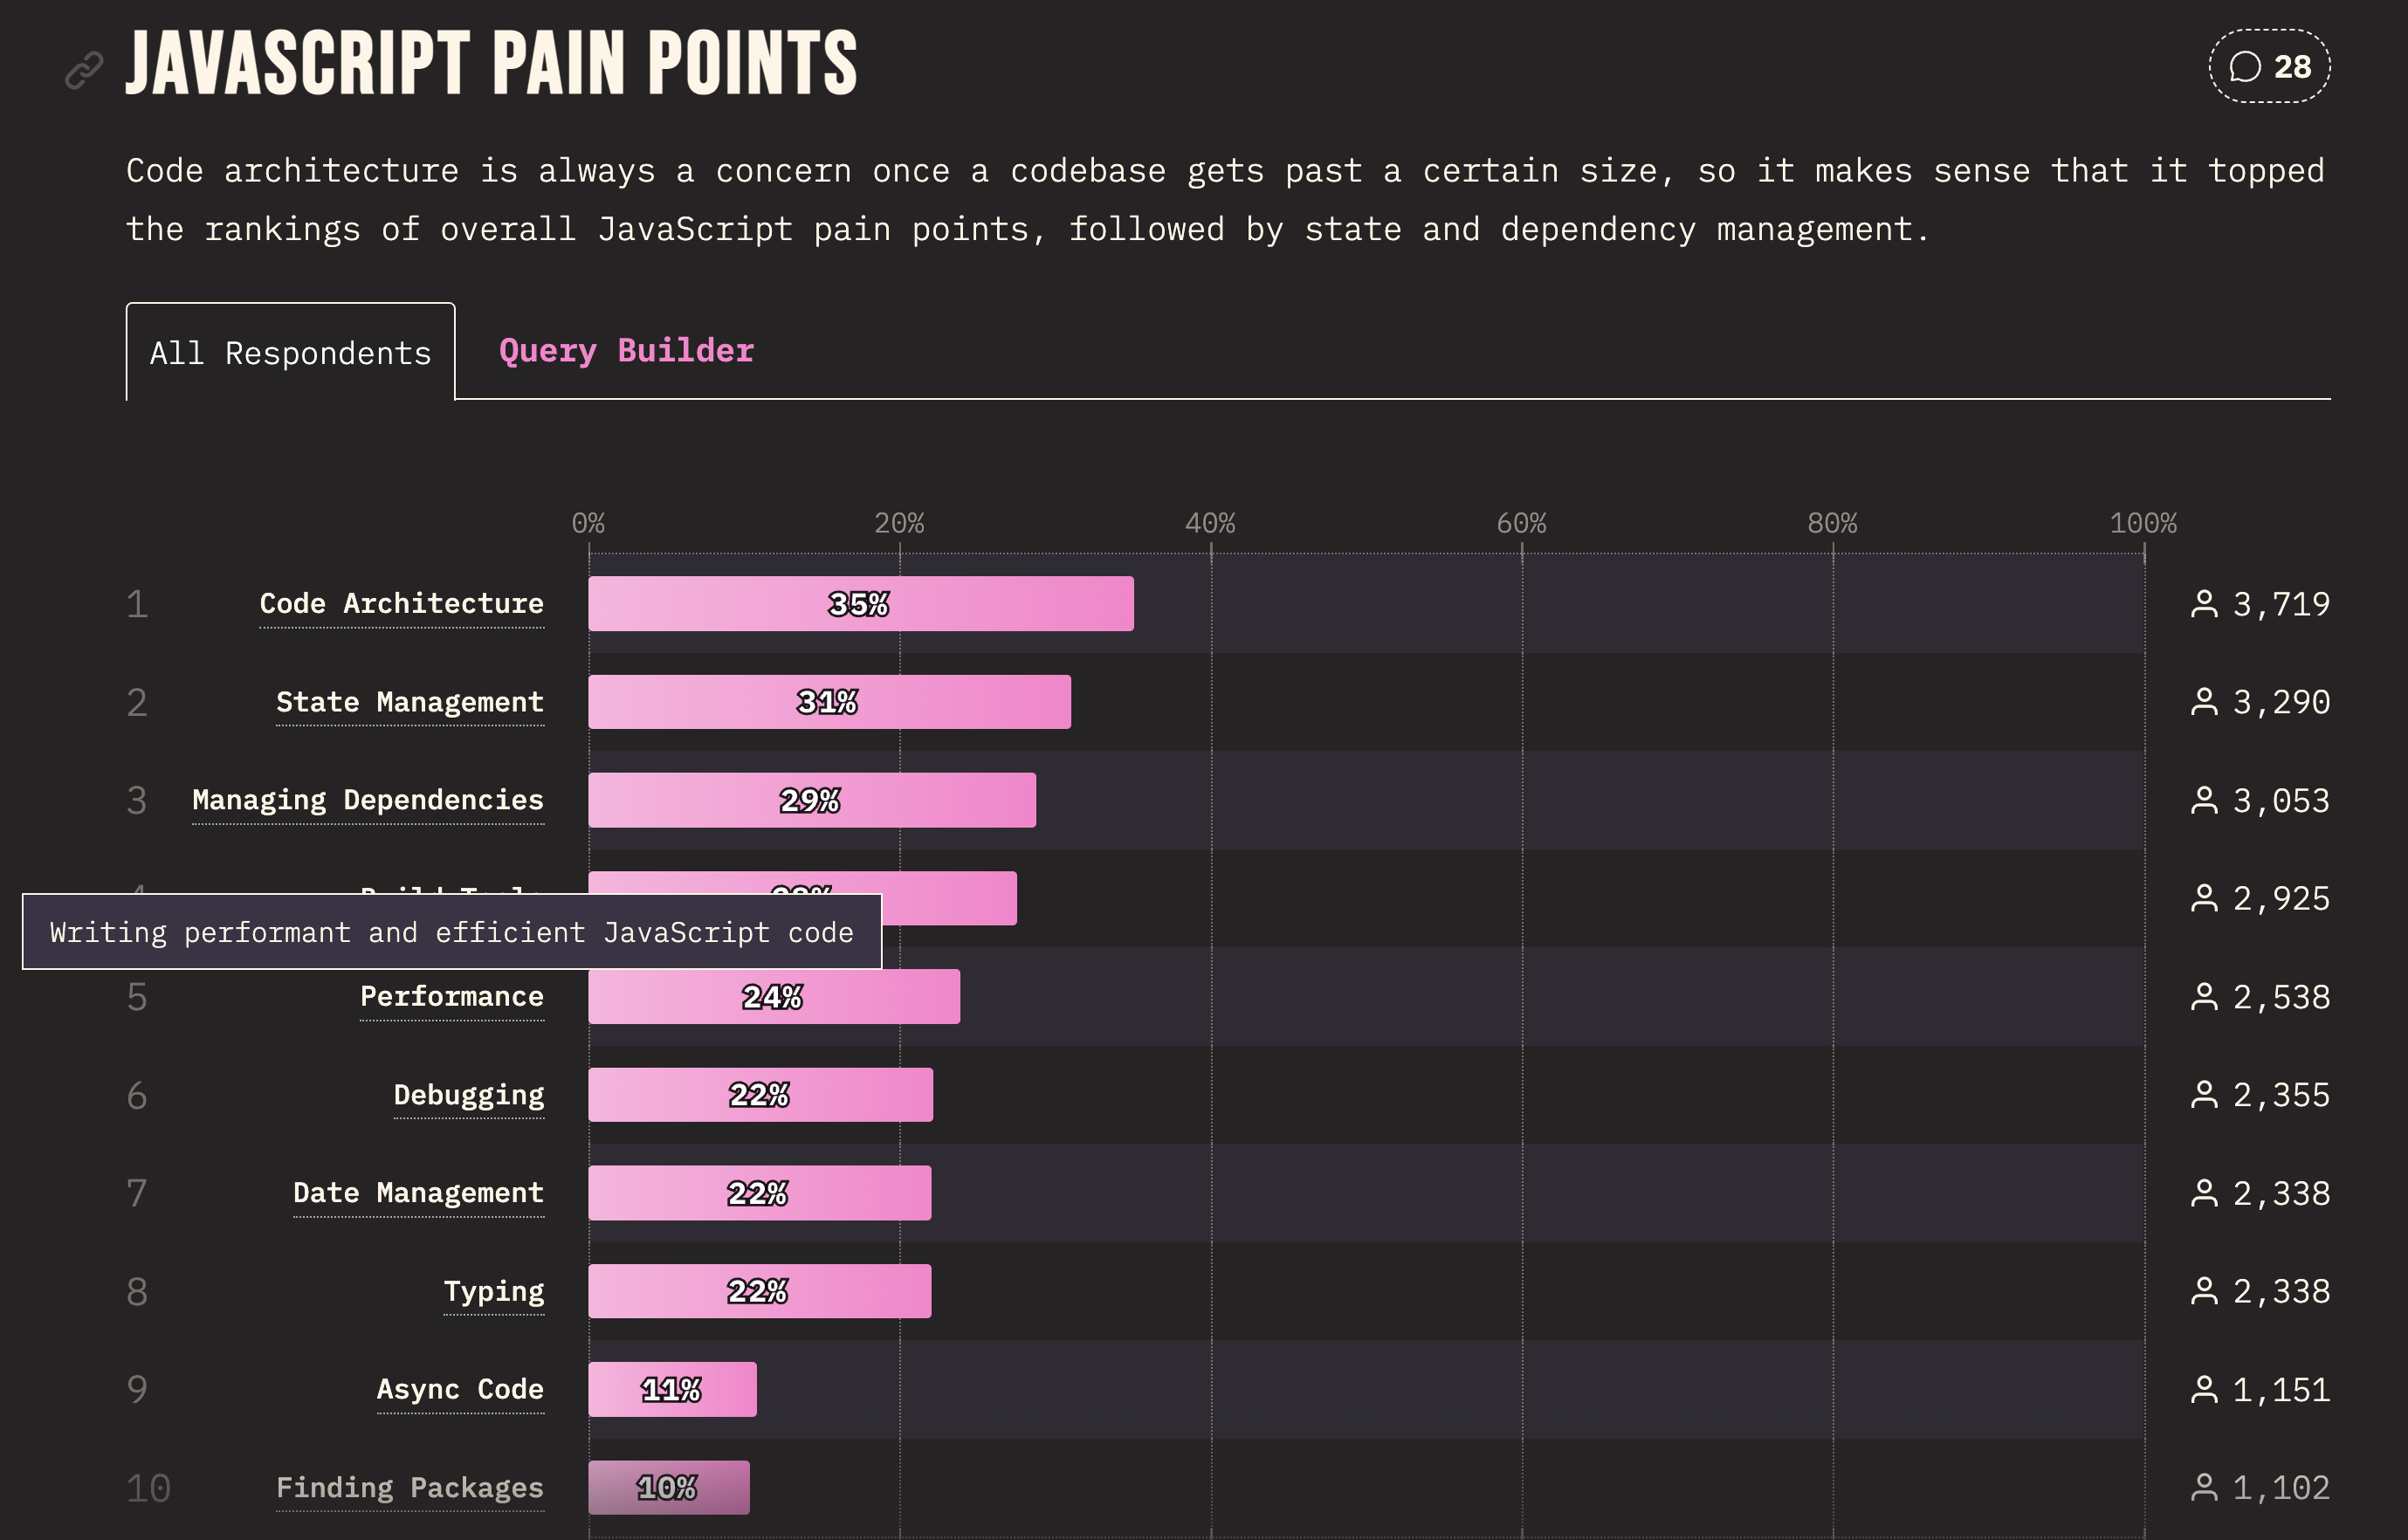 JAVASCRIPT PAIN POINTS
28
Code architecture is always a concern once a codebase gets past a certain size, so it makes sense that it topped
the rankings of overall JavaScript pain points, followed by state and dependency management.
All Respondents Query Builder
0% 20% 40% 60% 80% 100%
1 Code Architecture 35% 3,719
2 State Management 31% 3,290
3 Managing Dependencies 29% 3,053
2,925
Writing performant and efficient JavaScript code
5 Performance 24% 2,538
6 Debugging 22% 2,355
7 Date Management 22% 2,338
8 Typing 22% 2,338
9 Async Code 11% 1,151
10 Finding Packages 10% 1,102